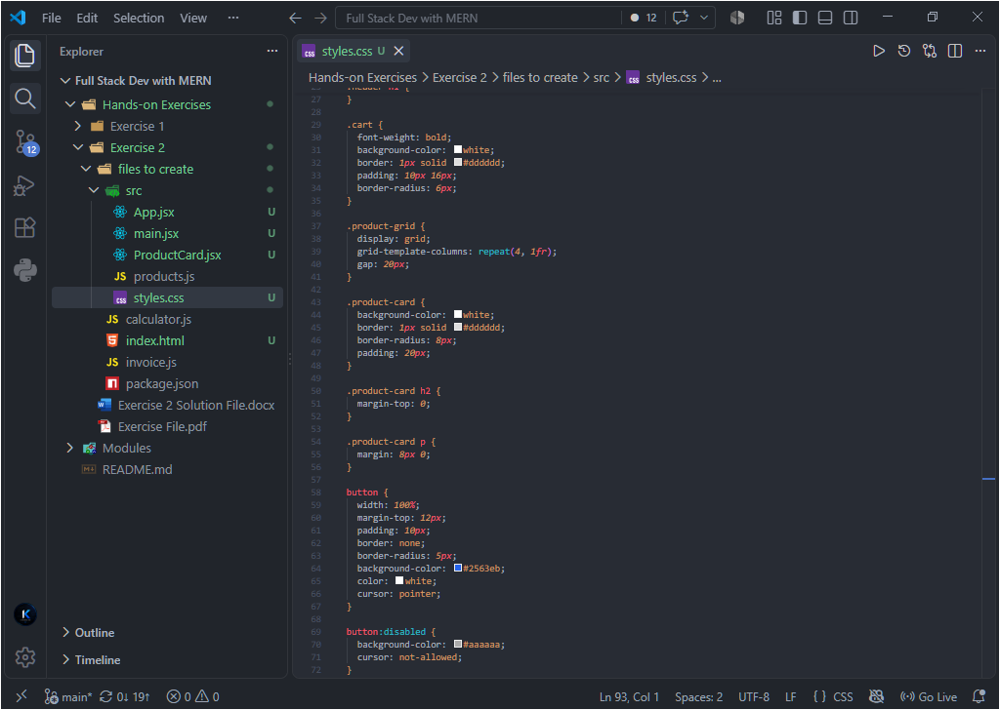 File Edit Selection View ··· Full Stack Dev with MERN 12
Explorer ···
Full Stack Dev with MERN
Hands-on Exercises
Exercise 1
Exercise 2
files to create
src
App.jsx U
main.jsx U
ProductCard.jsx U
JS products.js
css styles.css U
JS calculator.js
index.html U
JS invoice.js
package.json
Exercise 2 Solution File.docx
Exercise File.pdf
Modules
README.md
Outline
Timeline
12
styles.css U
Hands-on Exercises > Exercise 2 > files to create > src > styles.css > ...
27 }
28
29 .cart {
30 font-weight: bold;
31 background-color: white;
32 border: 1px solid #dddddd;
33 padding: 10px 16px;
34 border-radius: 6px;
35 }
36
37 .product-grid {
38 display: grid;
39 grid-template-columns: repeat(4, 1fr);
40 gap: 20px;
41 }
42
43 .product-card {
44 background-color: white;
45 border: 1px solid #dddddd;
46 border-radius: 8px;
47 padding: 20px;
48 }
49
50 .product-card h2 {
51 margin-top: 0;
52 }
53
54 .product-card p {
55 margin: 8px 0;
56 }
57
58 button {
59 width: 100%;
60 margin-top: 12px;
61 padding: 10px;
62 border: none;
63 border-radius: 5px;
64 background-color: #2563eb;
65 color: white;
66 cursor: pointer;
67 }
68
69 button:disabled {
70 background-color: #aaaaaa;
71 cursor: not-allowed;
72 }
main* 0↓ 19↑ 0 0 Ln 93, Col 1 Spaces: 2 UTF-8 LF { } CSS Go Live